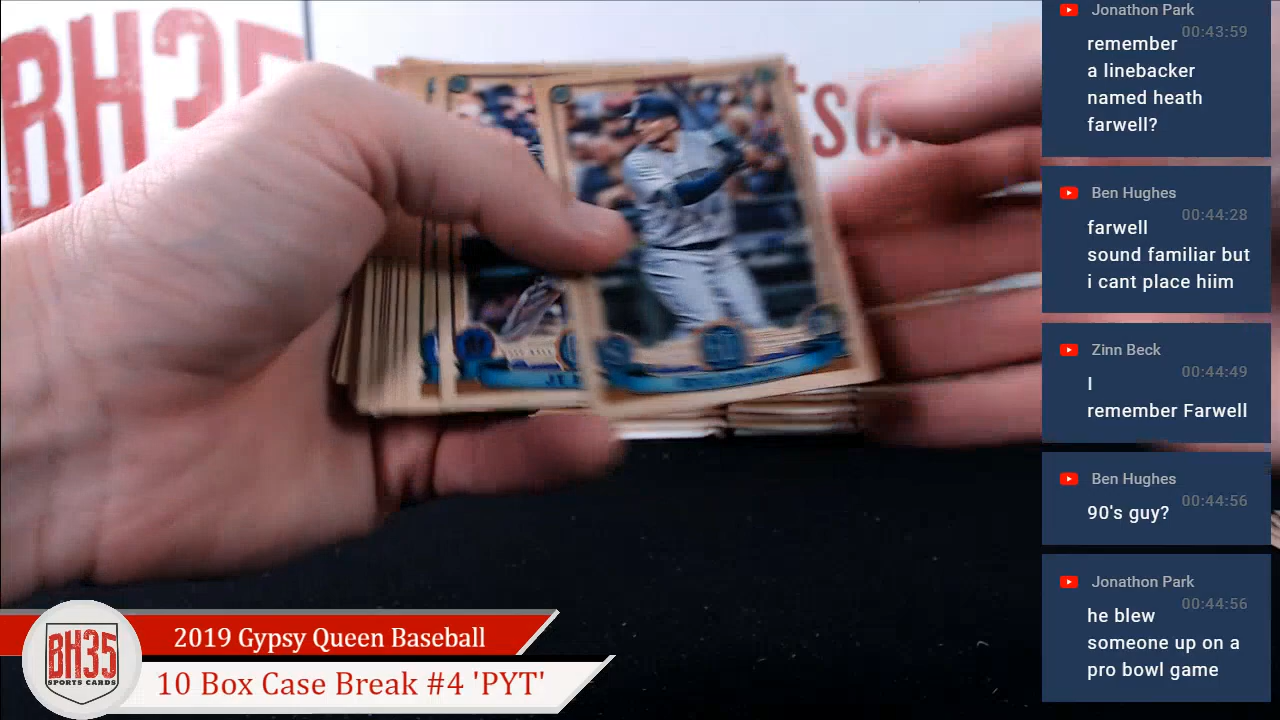 BH35
TSC
Jonathon Park
00:43:59
remember
a linebacker
named heath
farwell?
Ben Hughes
00:44:28
farwell
sound familiar but
i cant place hiim
Zinn Beck
00:44:49
I
remember Farwell
Ben Hughes
00:44:56
90's guy?
Jonathon Park
00:44:56
he blew
someone up on a
pro bowl game
BH35
SPORTS CARDS
2019 Gypsy Queen Baseball
10 Box Case Break #4 'PYT'